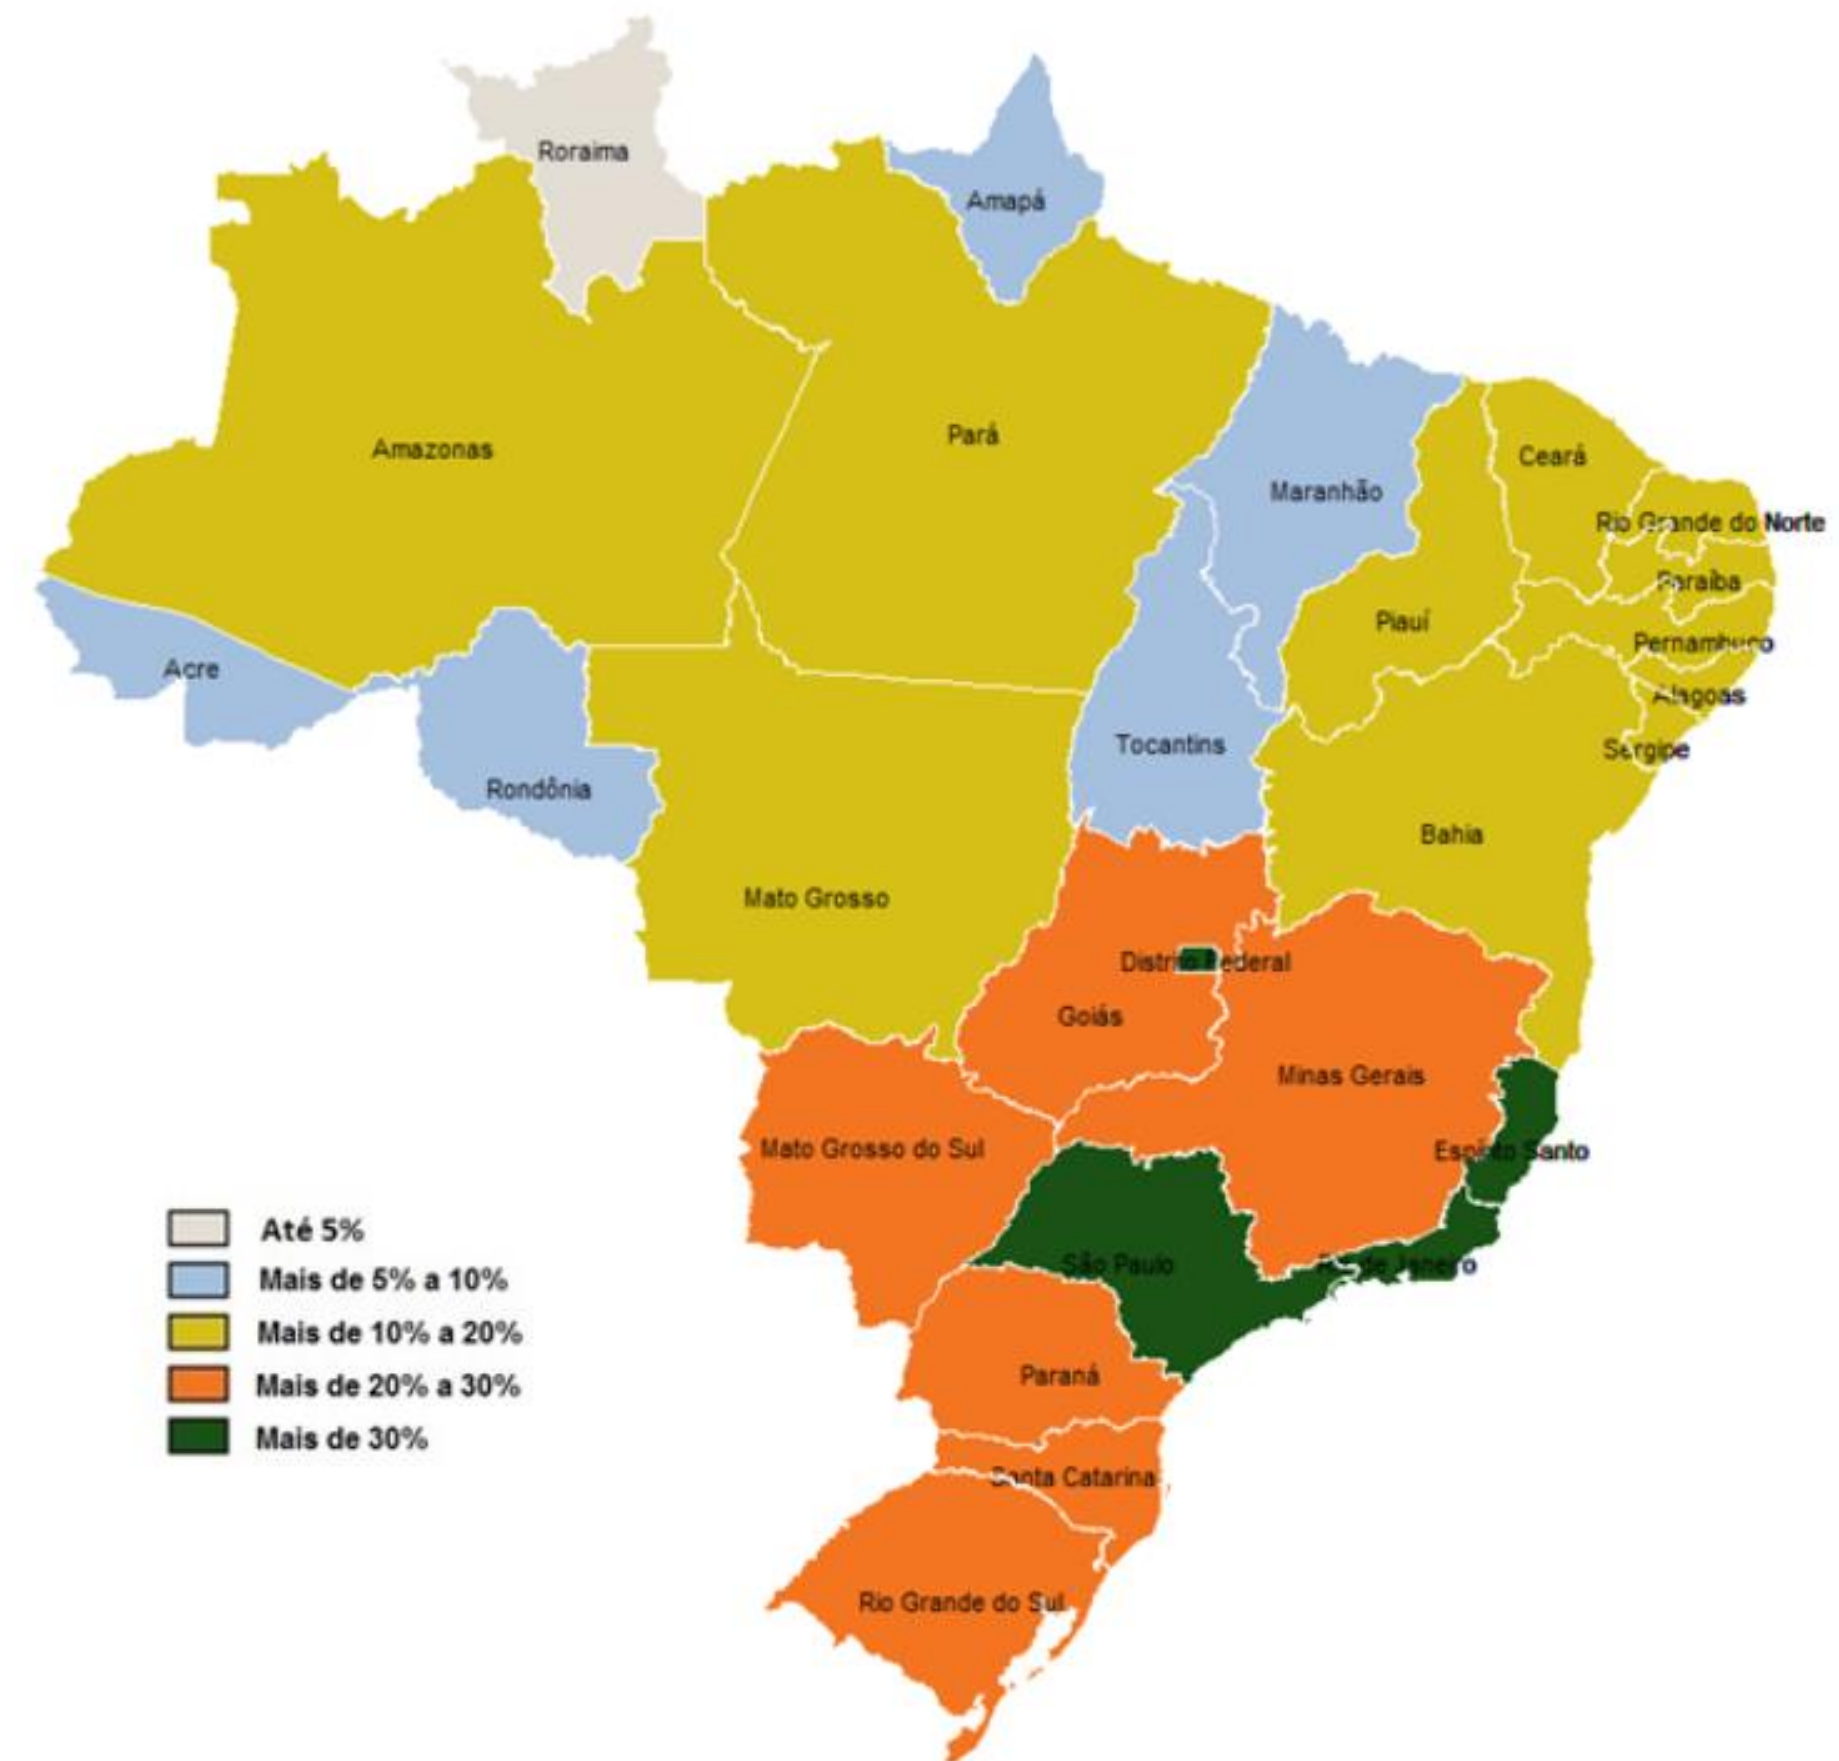 Roraima
Amapá
Amazonas
Pará
Ceará
Maranhão
Rio Grande do Norte
Paraíba
Piauí
Pernambuco
Acre
Alagoas
Tocantins
Sergipe
Rondônia
Bahia
Mato Grosso
Distrito Federal
Goiás
Minas Gerais
Mato Grosso do Sul
Espírito Santo
São Paulo
Rio de Janeiro
Paraná
Santa Catarina
Rio Grande do Sul
Até 5%
Mais de 5% a 10%
Mais de 10% a 20%
Mais de 20% a 30%
Mais de 30%